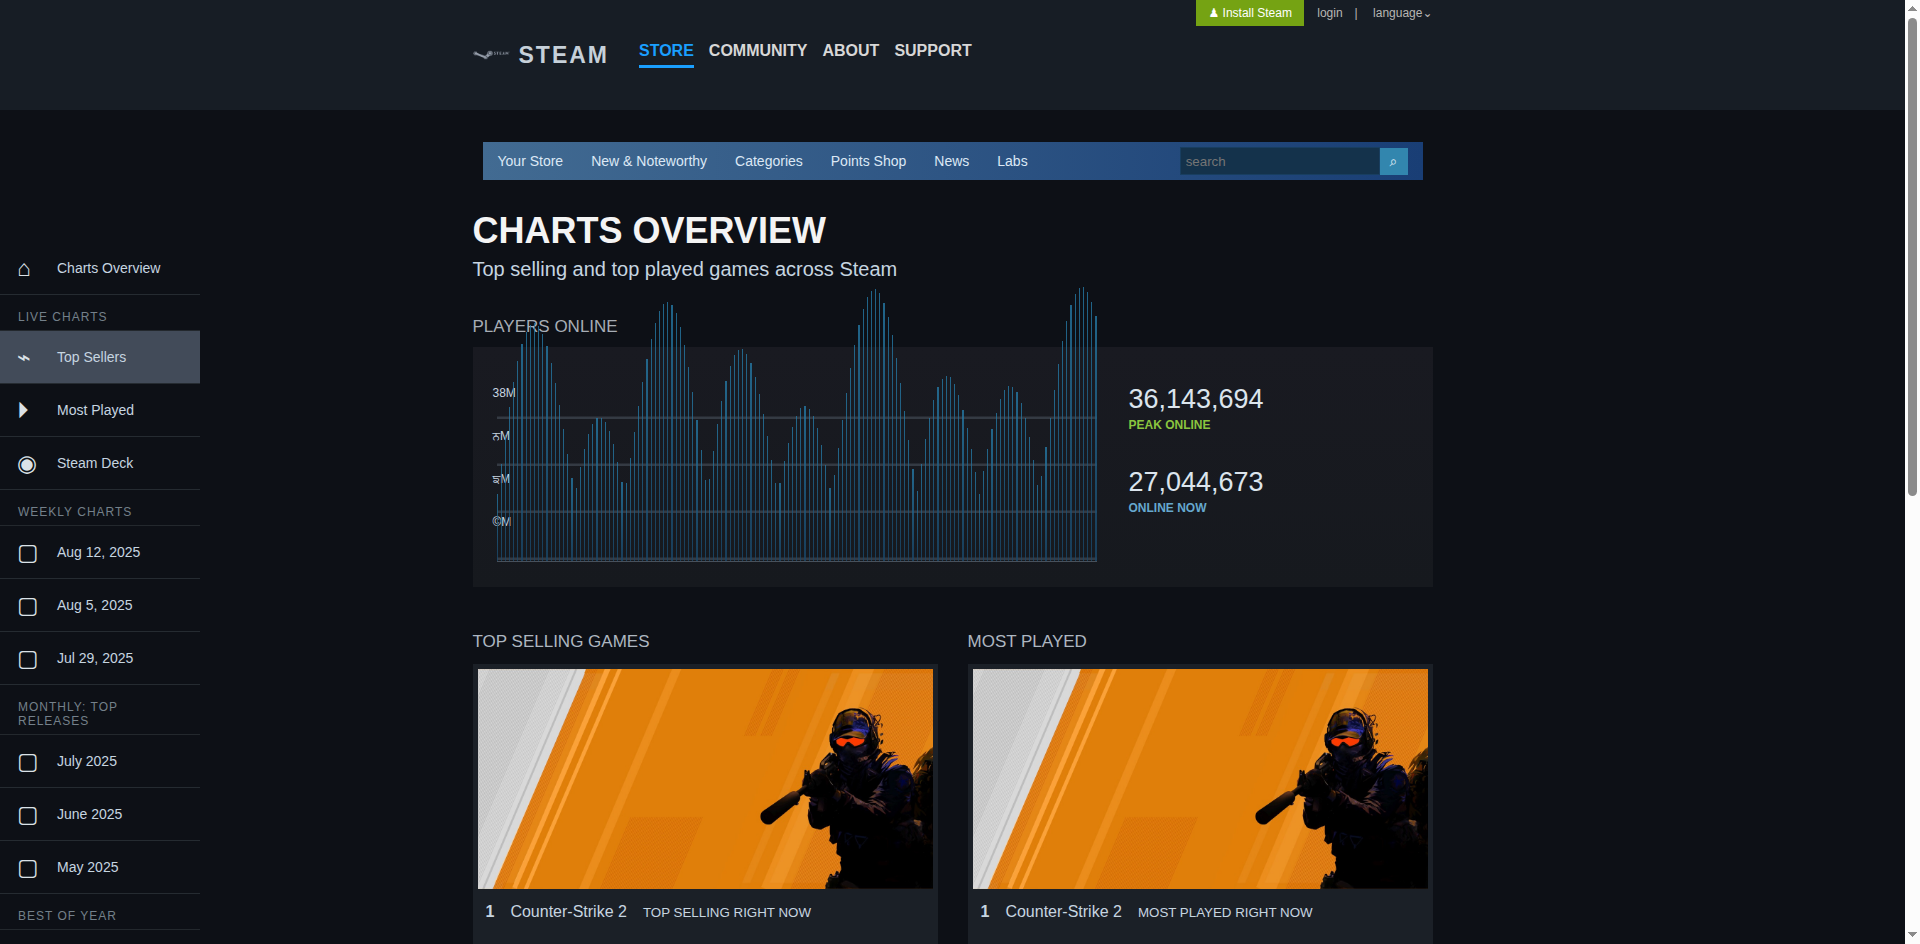 Install Steam
login | language
STEAM
STORE COMMUNITY ABOUT SUPPORT
Your Store New & Noteworthy Categories Points Shop News Labs search
CHARTS OVERVIEW
Top selling and top played games across Steam
Charts Overview
LIVE CHARTS
Top Sellers
Most Played
Steam Deck
WEEKLY CHARTS
Aug 12, 2025
Aug 5, 2025
Jul 29, 2025
MONTHLY: TOP
RELEASES
July 2025
June 2025
May 2025
BEST OF YEAR
PLAYERS ONLINE
38M
M
M
©M
36,143,694
PEAK ONLINE
27,044,673
ONLINE NOW
TOP SELLING GAMES
1 Counter-Strike 2 TOP SELLING RIGHT NOW
MOST PLAYED
1 Counter-Strike 2 MOST PLAYED RIGHT NOW